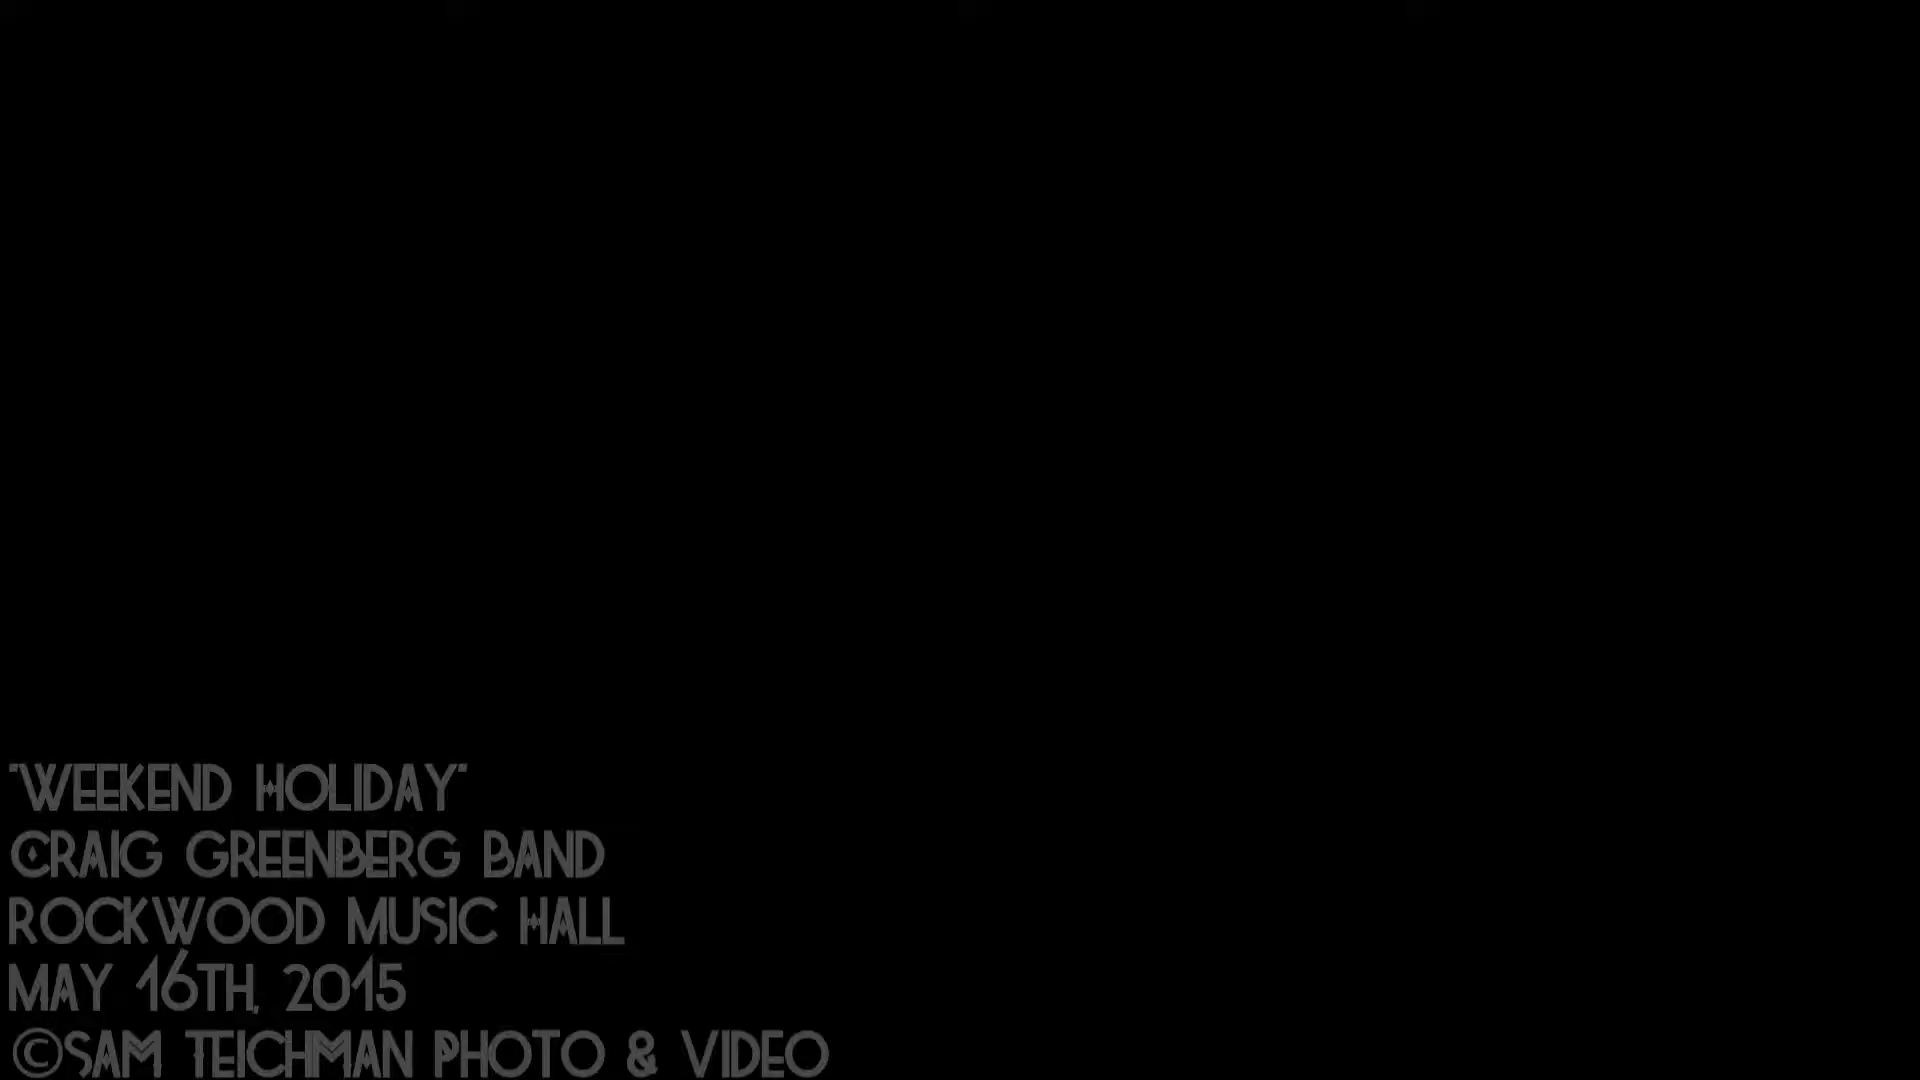 "WEEKEND HOLIDAY"
CRAIG GREENBERG BAND
ROCKWOOD MUSIC HALL
MAY 16TH, 2015
©SAM TEICHMAN PHOTO & VIDEO